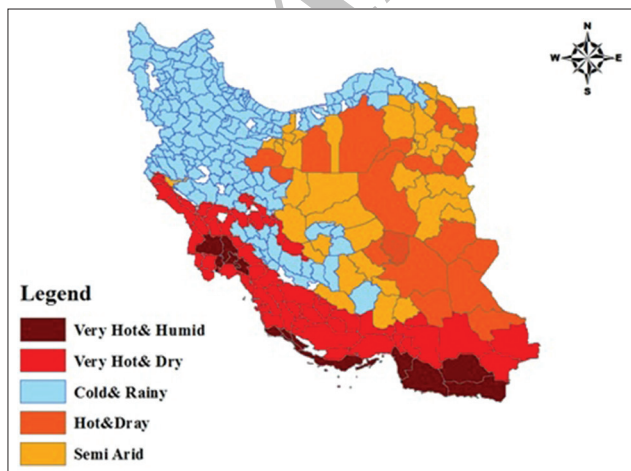 N
W E
S
Legend
Very Hot& Humid
Very Hot& Dry
Cold& Rainy
Hot&Dray
Semi Arid